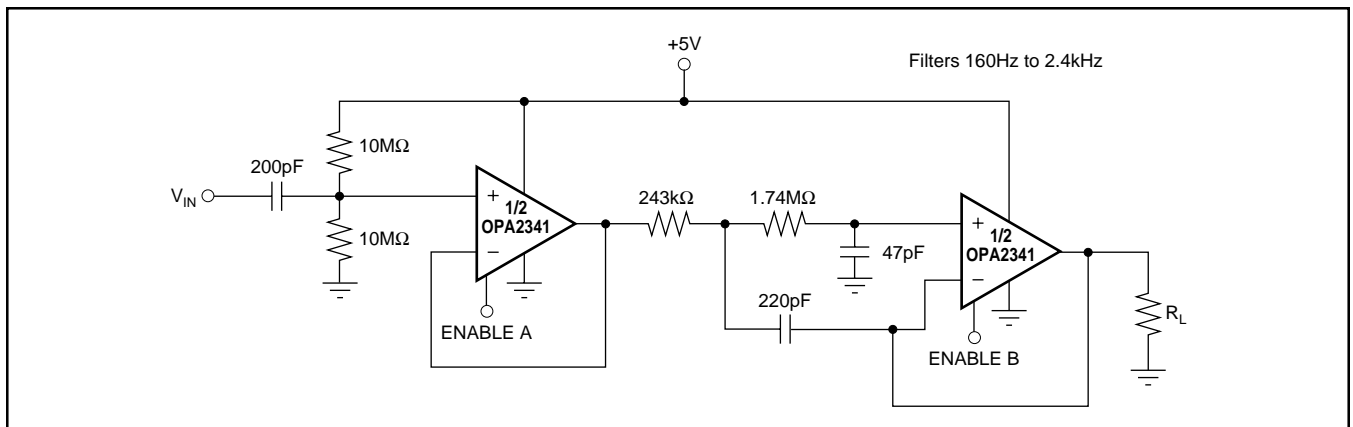 +5V
Filters 160Hz to 2.4kHz
10MΩ
200pF
V_IN
10MΩ
+
1/2
OPA2341
−
ENABLE A
243kΩ
1.74MΩ
47pF
220pF
+
1/2
OPA2341
−
ENABLE B
R_L